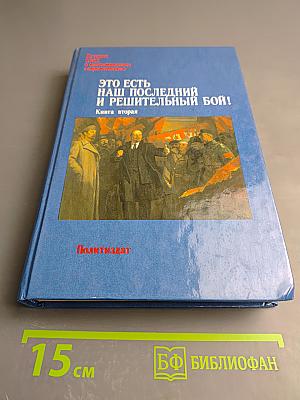 ЭТО ЕСТЬ
НАШ ПОСЛЕДНИЙ
И РЕШИТЕЛЬНЫЙ БОЙ!
Книга вторая
Политиздат
15 см
БФ БИБЛИОФАН